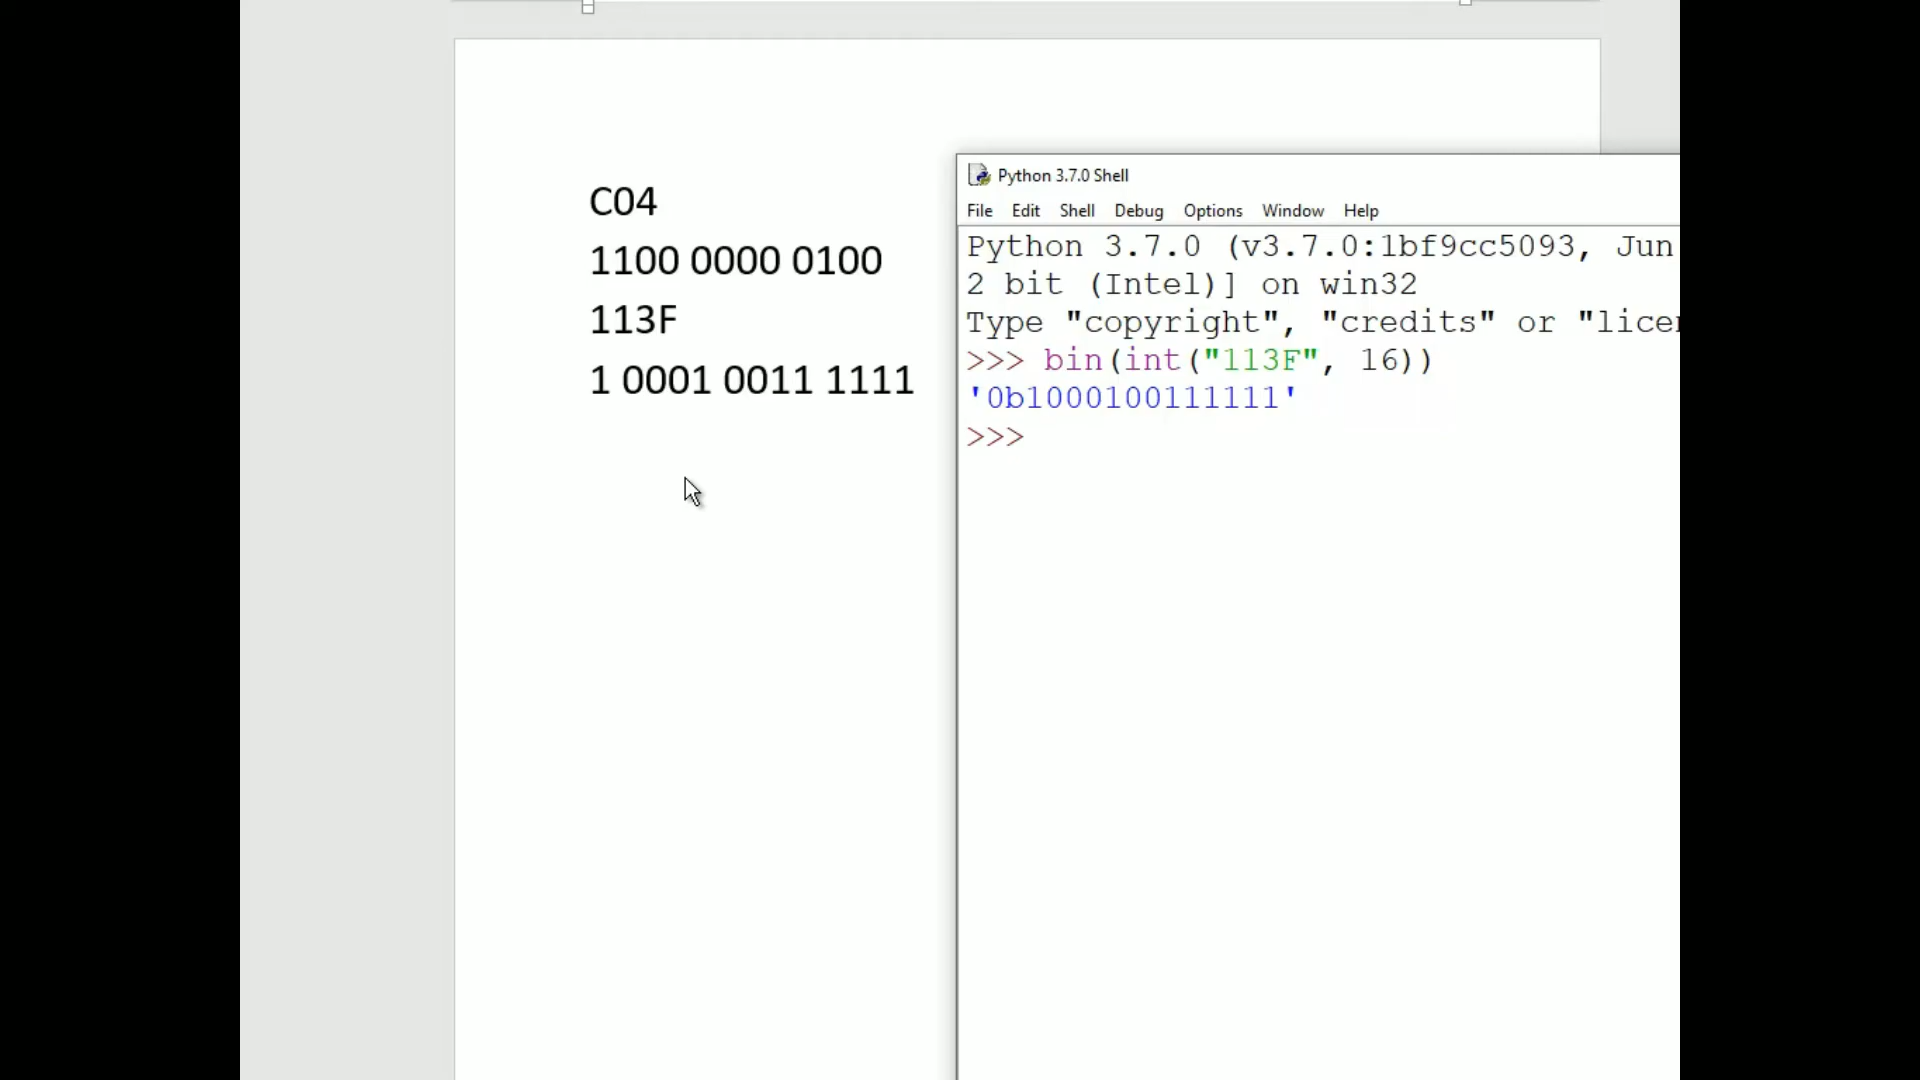 C04
1100 0000 0100
113F
1 0001 0011 1111
Python 3.7.0 Shell
File Edit Shell Debug Options Window Help
Python 3.7.0 (v3.7.0:1bf9cc5093, Jun
2 bit (Intel)] on win32
Type "copyright", "credits" or "licen
>>> bin(int("113F", 16))
'0b1000100111111'
>>>